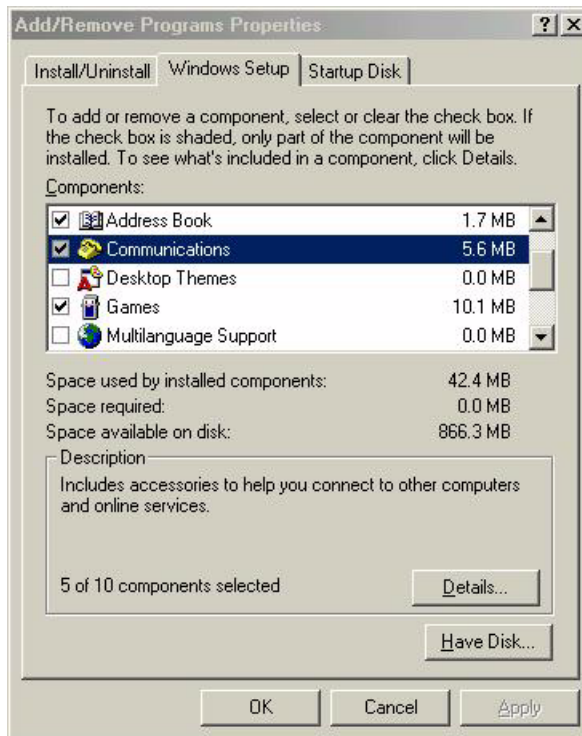 Add/Remove Programs Properties
Install/Uninstall Windows Setup Startup Disk
To add or remove a component, select or clear the check box. If
the check box is shaded, only part of the component will be
installed. To see what's included in a component, click Details.
Components:
Address Book 1.7 MB
Communications 5.6 MB
Desktop Themes 0.0 MB
Games 10.1 MB
Multilanguage Support 0.0 MB
Space used by installed components: 42.4 MB
Space required: 0.0 MB
Space available on disk: 866.3 MB
Description
Includes accessories to help you connect to other computers
and online services.
5 of 10 components selected
Details...
Have Disk...
OK Cancel Apply